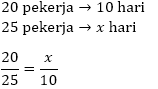 20 pekerja → 10 hari
25 pekerja → x hari
20/25 = x/10